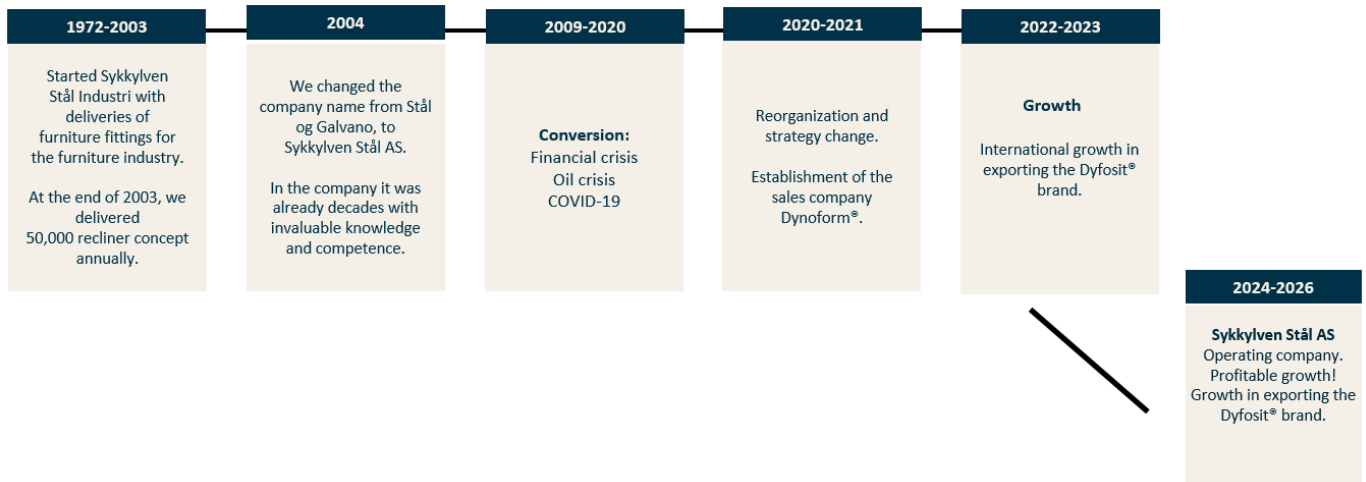 1972-2003
Started Sykkylven
Stål Industri with
deliveries of
furniture fittings for
the furniture industry.
At the end of 2003, we
delivered
50,000 recliner concept
annually.
2004
We changed the
company name from Stål
og Galvano, to
Sykkylven Stål AS.
In the company it was
already decades with
invaluable knowledge
and competence.
2009-2020
Conversion:
Financial crisis
Oil crisis
COVID-19
2020-2021
Reorganization and
strategy change.
Establishment of the
sales company
Dynoform®.
2022-2023
Growth
International growth in
exporting the Dyfosit®
brand.
2024-2026
Sykkylven Stål AS
Operating company.
Profitable growth!
Growth in exporting the
Dyfosit® brand.